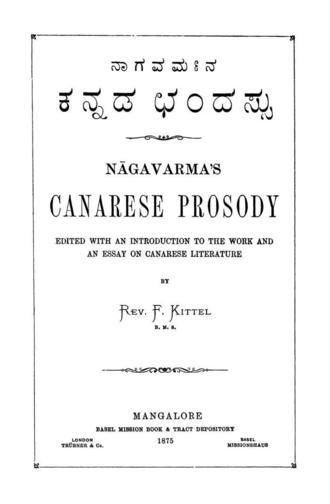 ನಾಗವರ್ಮನ
ಕನ್ನಡ ಛಂದಸ್ಸು
NĀGAVARMA'S
CANARESE PROSODY
EDITED WITH AN INTRODUCTION TO THE WORK AND
AN ESSAY ON CANARESE LITERATURE
BY
REV. F. KITTEL
B. M. S.
MANGALORE
BASEL MISSION BOOK & TRACT DEPOSITORY
LONDON
TRÜBNER & Co.
1875
BASEL
MISSIONSHAUS